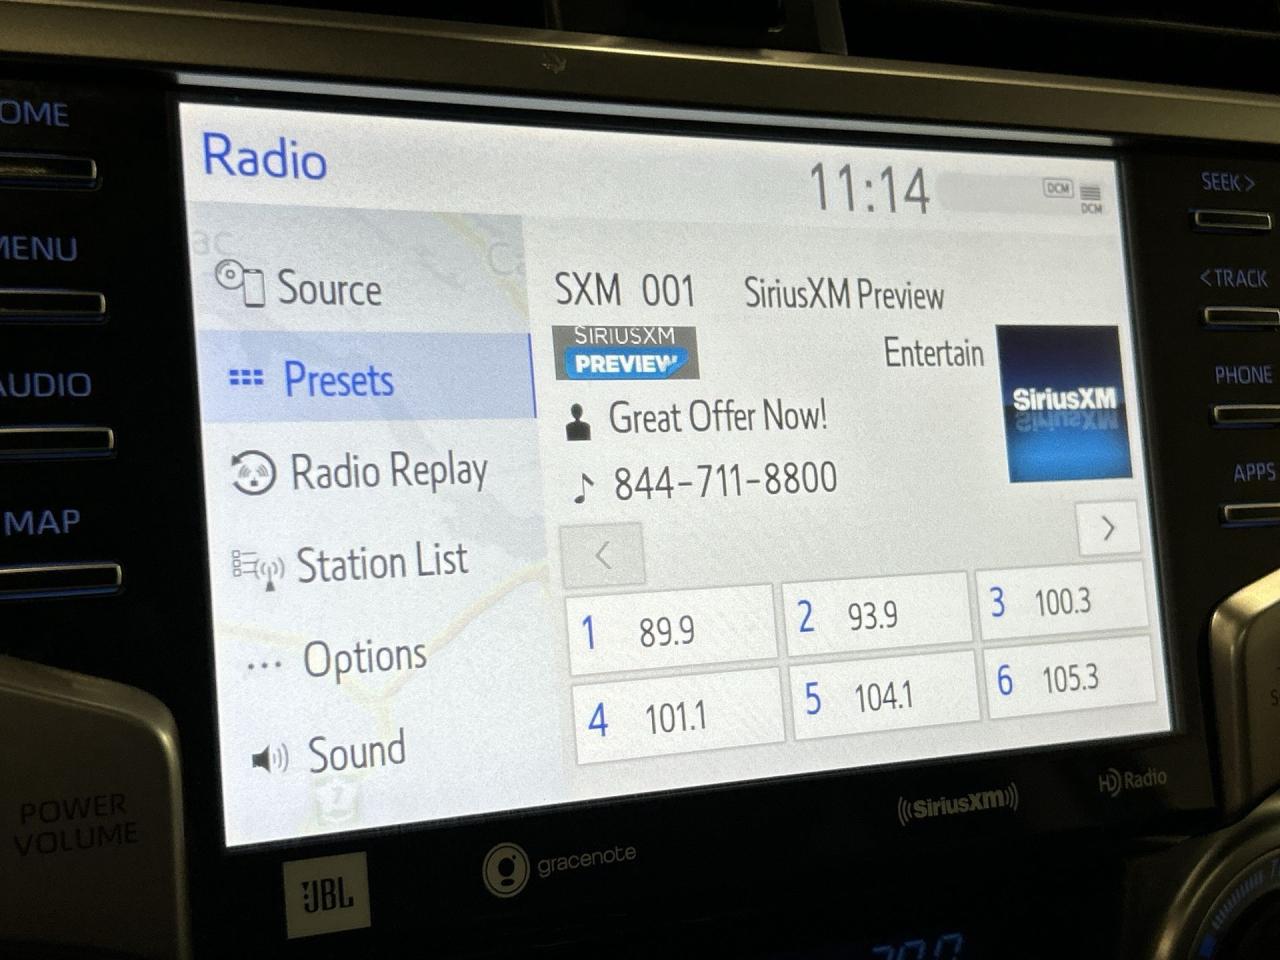 Radio
11:14
DCM
DCM
Source
Presets
Radio Replay
Station List
Options
Sound
SXM 001 SiriusXM Preview
SIRIUSXM
PREVIEW
Entertain
SiriusXM
Great Offer Now!
844-711-8800
1 89.9
2 93.9
3 100.3
4 101.1
5 104.1
6 105.3
OME
MENU
AUDIO
MAP
POWER
VOLUME
SEEK >
< TRACK
PHONE
APPS
JBL
gracenote
SiriusXM
HD Radio